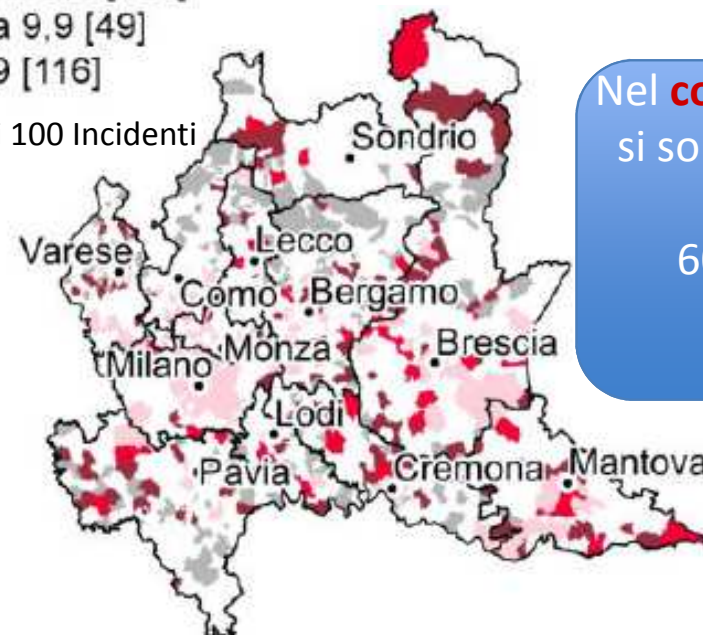 a 9,9 [49]
9 [116]
100 Incidenti
Nel co
si so
60
Sondrio
Varese
Lecco
Como
Bergamo
Milano
Monza
Brescia
Lodi
Pavia
Cremona
Mantova